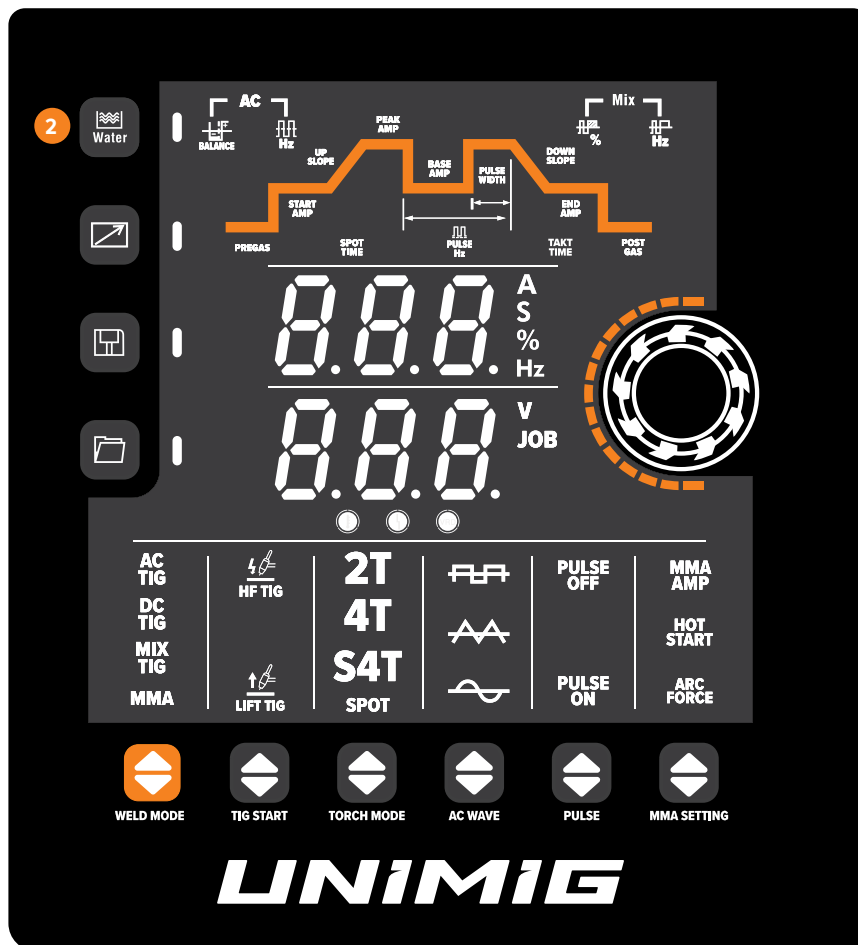 2
Water
AC
BALANCE
Hz
Mix
%
Hz
PEAK
AMP
UP
SLOPE
BASE
AMP
PULSE
WIDTH
DOWN
SLOPE
START
AMP
END
AMP
PREGAS
SPOT
TIME
PULSE
Hz
TAKT
TIME
POST
GAS
8.8.8.
A
S
%
Hz
8.8.8.
V
JOB
AC
TIG
DC
TIG
MIX
TIG
MMA
HF TIG
LIFT TIG
2T
4T
S4T
SPOT
PULSE
OFF
PULSE
ON
MMA
AMP
HOT
START
ARC
FORCE
WELD MODE
TIG START
TORCH MODE
AC WAVE
PULSE
MMA SETTING
UNIMIG